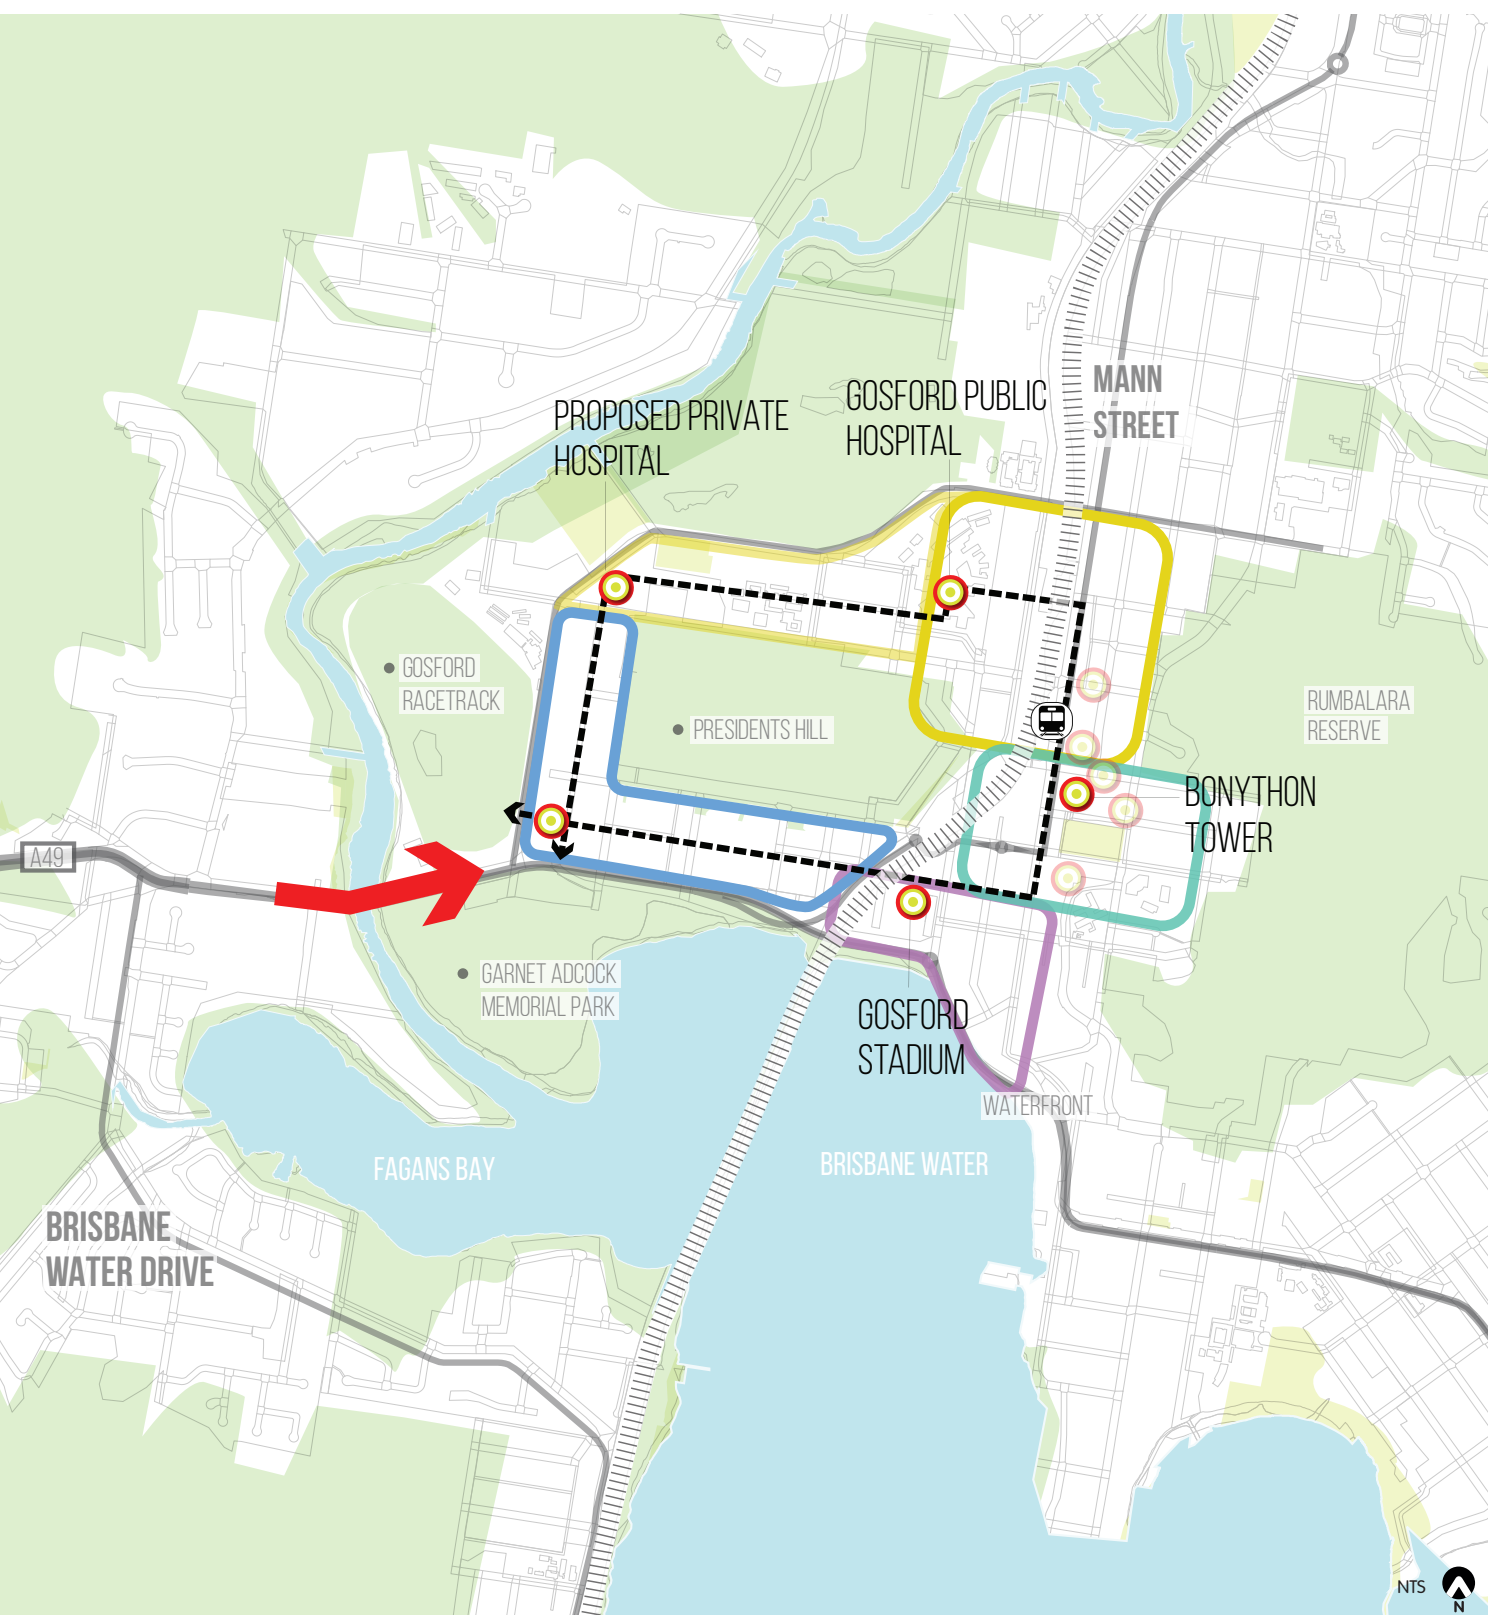 GOSFORD PUBLIC
HOSPITAL
MANN
STREET
PROPOSED PRIVATE
HOSPITAL
GOSFORD
RACETRACK
PRESIDENTS HILL
RUMBALARA
RESERVE
BONYTHON
TOWER
A49
GARNET ADCOCK
MEMORIAL PARK
GOSFORD
STADIUM
WATERFRONT
FAGANS BAY
BRISBANE WATER
BRISBANE
WATER DRIVE
NTS
N